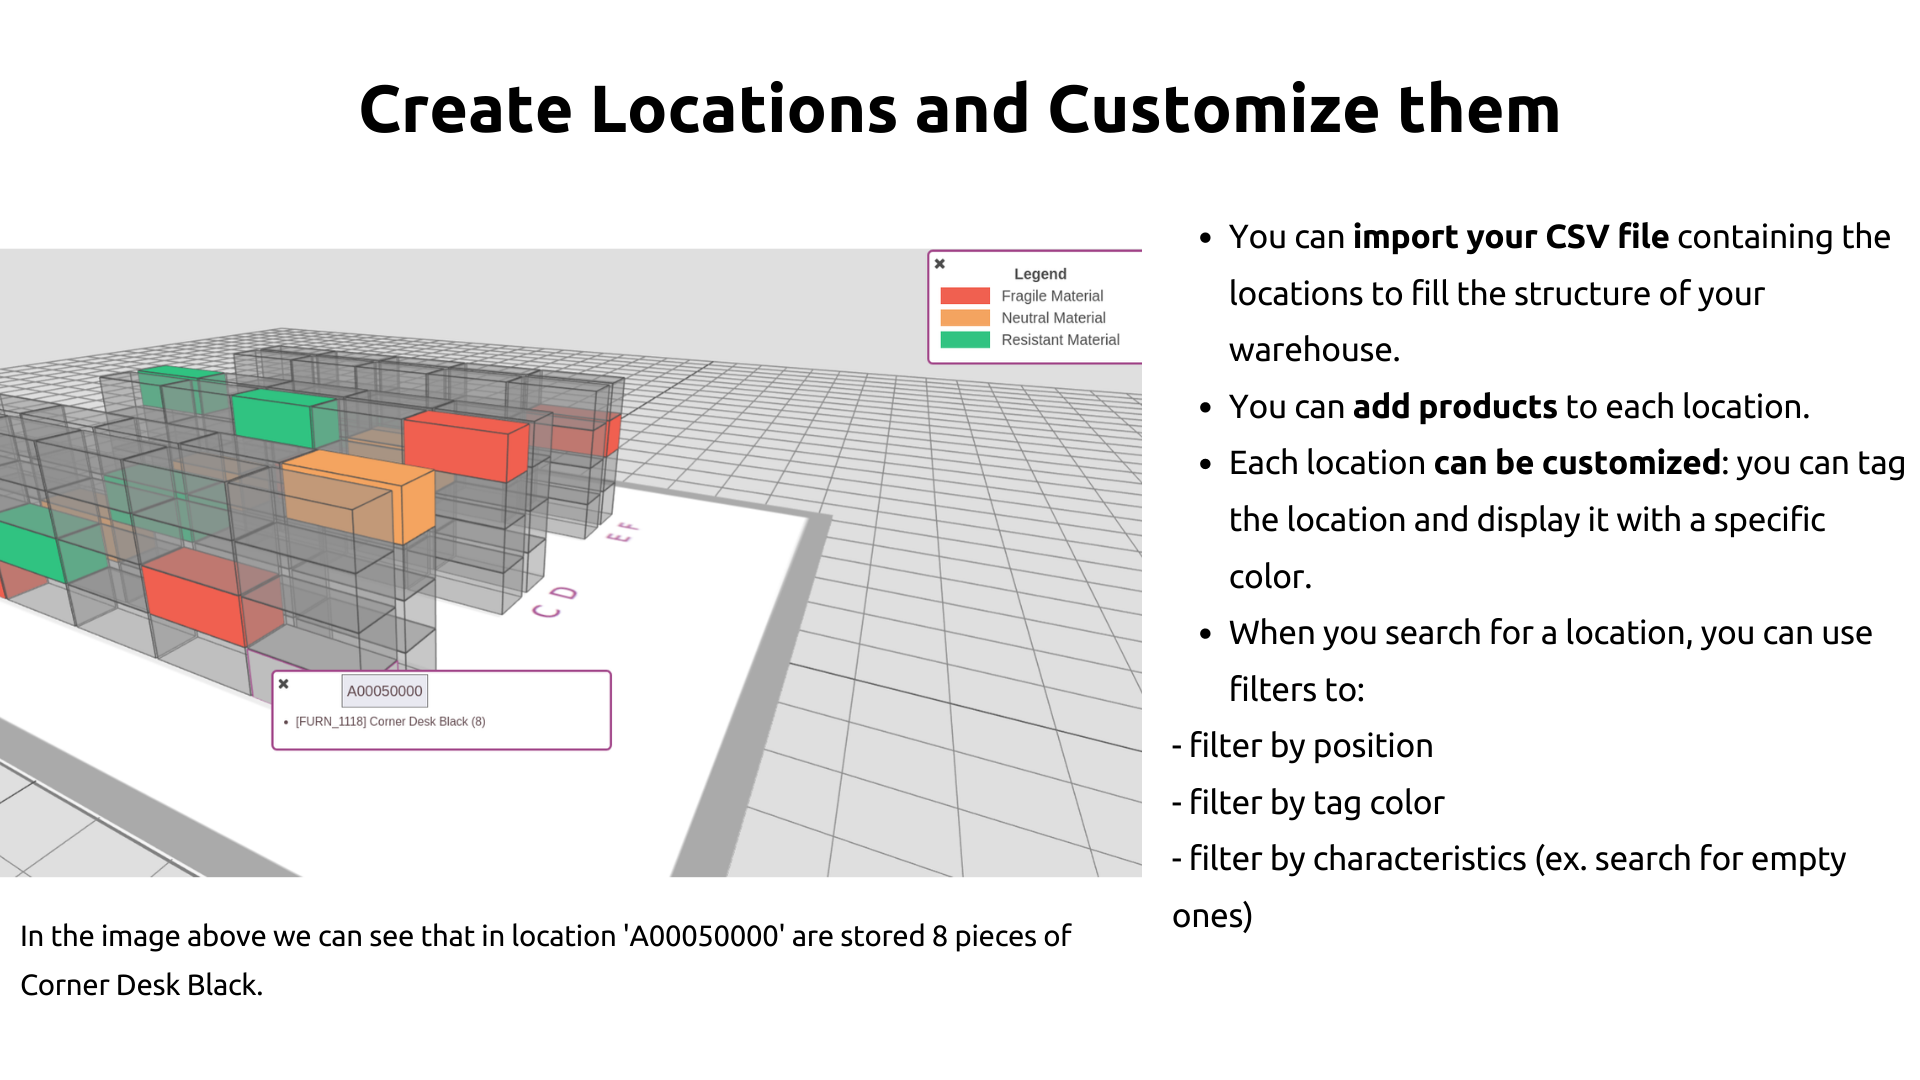 Create Locations and Customize them
Legend
Fragile Material
Neutral Material
Resistant Material
E F
C D
A00050000
• [FURN_1118] Corner Desk Black (8)
In the image above we can see that in location 'A00050000' are stored 8 pieces of
Corner Desk Black.
• You can import your CSV file containing the
locations to fill the structure of your
warehouse.
• You can add products to each location.
• Each location can be customized: you can tag
the location and display it with a specific
color.
• When you search for a location, you can use
filters to:
- filter by position
- filter by tag color
- filter by characteristics (ex. search for empty
ones)